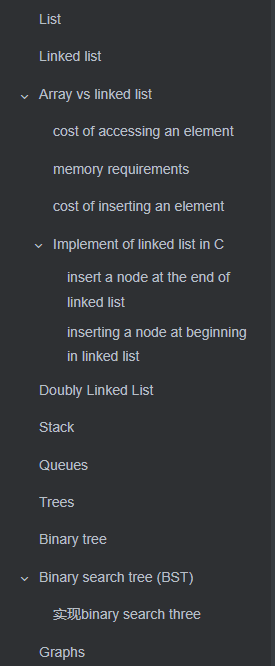 List
Linked list
Array vs linked list
cost of accessing an element
memory requirements
cost of inserting an element
Implement of linked list in C
insert a node at the end of
linked list
inserting a node at beginning
in linked list
Doubly Linked List
Stack
Queues
Trees
Binary tree
Binary search tree (BST)
实现binary search three
Graphs